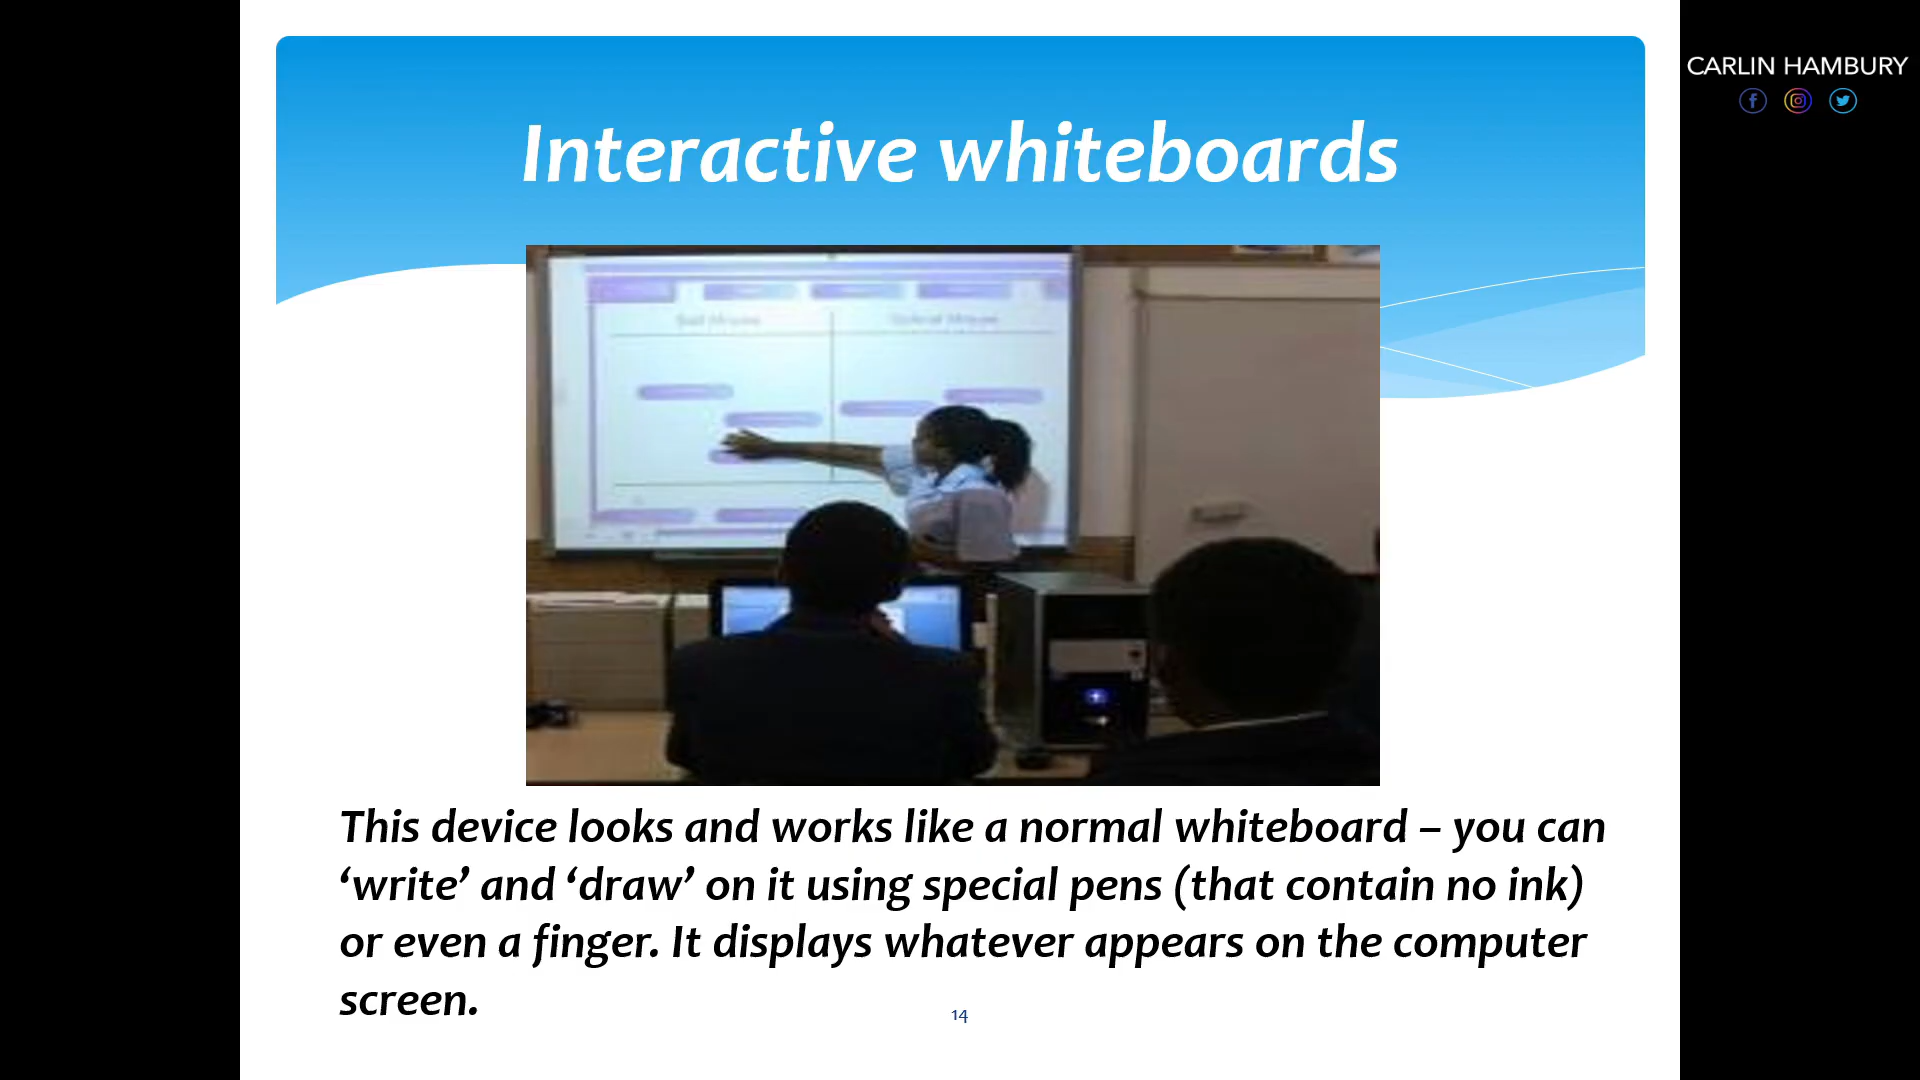 CARLIN HAMBURY
Interactive whiteboards
This device looks and works like a normal whiteboard – you can
‘write’ and ‘draw’ on it using special pens (that contain no ink)
or even a finger. It displays whatever appears on the computer
screen.
14